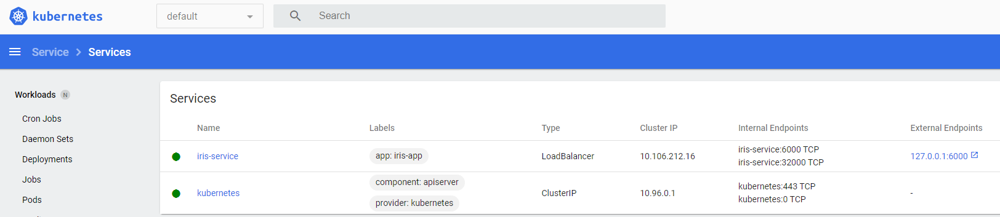 kubernetes
default
Search
Service > Services
Workloads N
Cron Jobs
Daemon Sets
Deployments
Jobs
Pods
Services
Name Labels Type Cluster IP Internal Endpoints External Endpoints
iris-service app: iris-app LoadBalancer 10.106.212.16 iris-service:6000 TCP 127.0.0.1:6000
iris-service:32000 TCP
kubernetes component: apiserver ClusterIP 10.96.0.1 kubernetes:443 TCP -
provider: kubernetes kubernetes:0 TCP